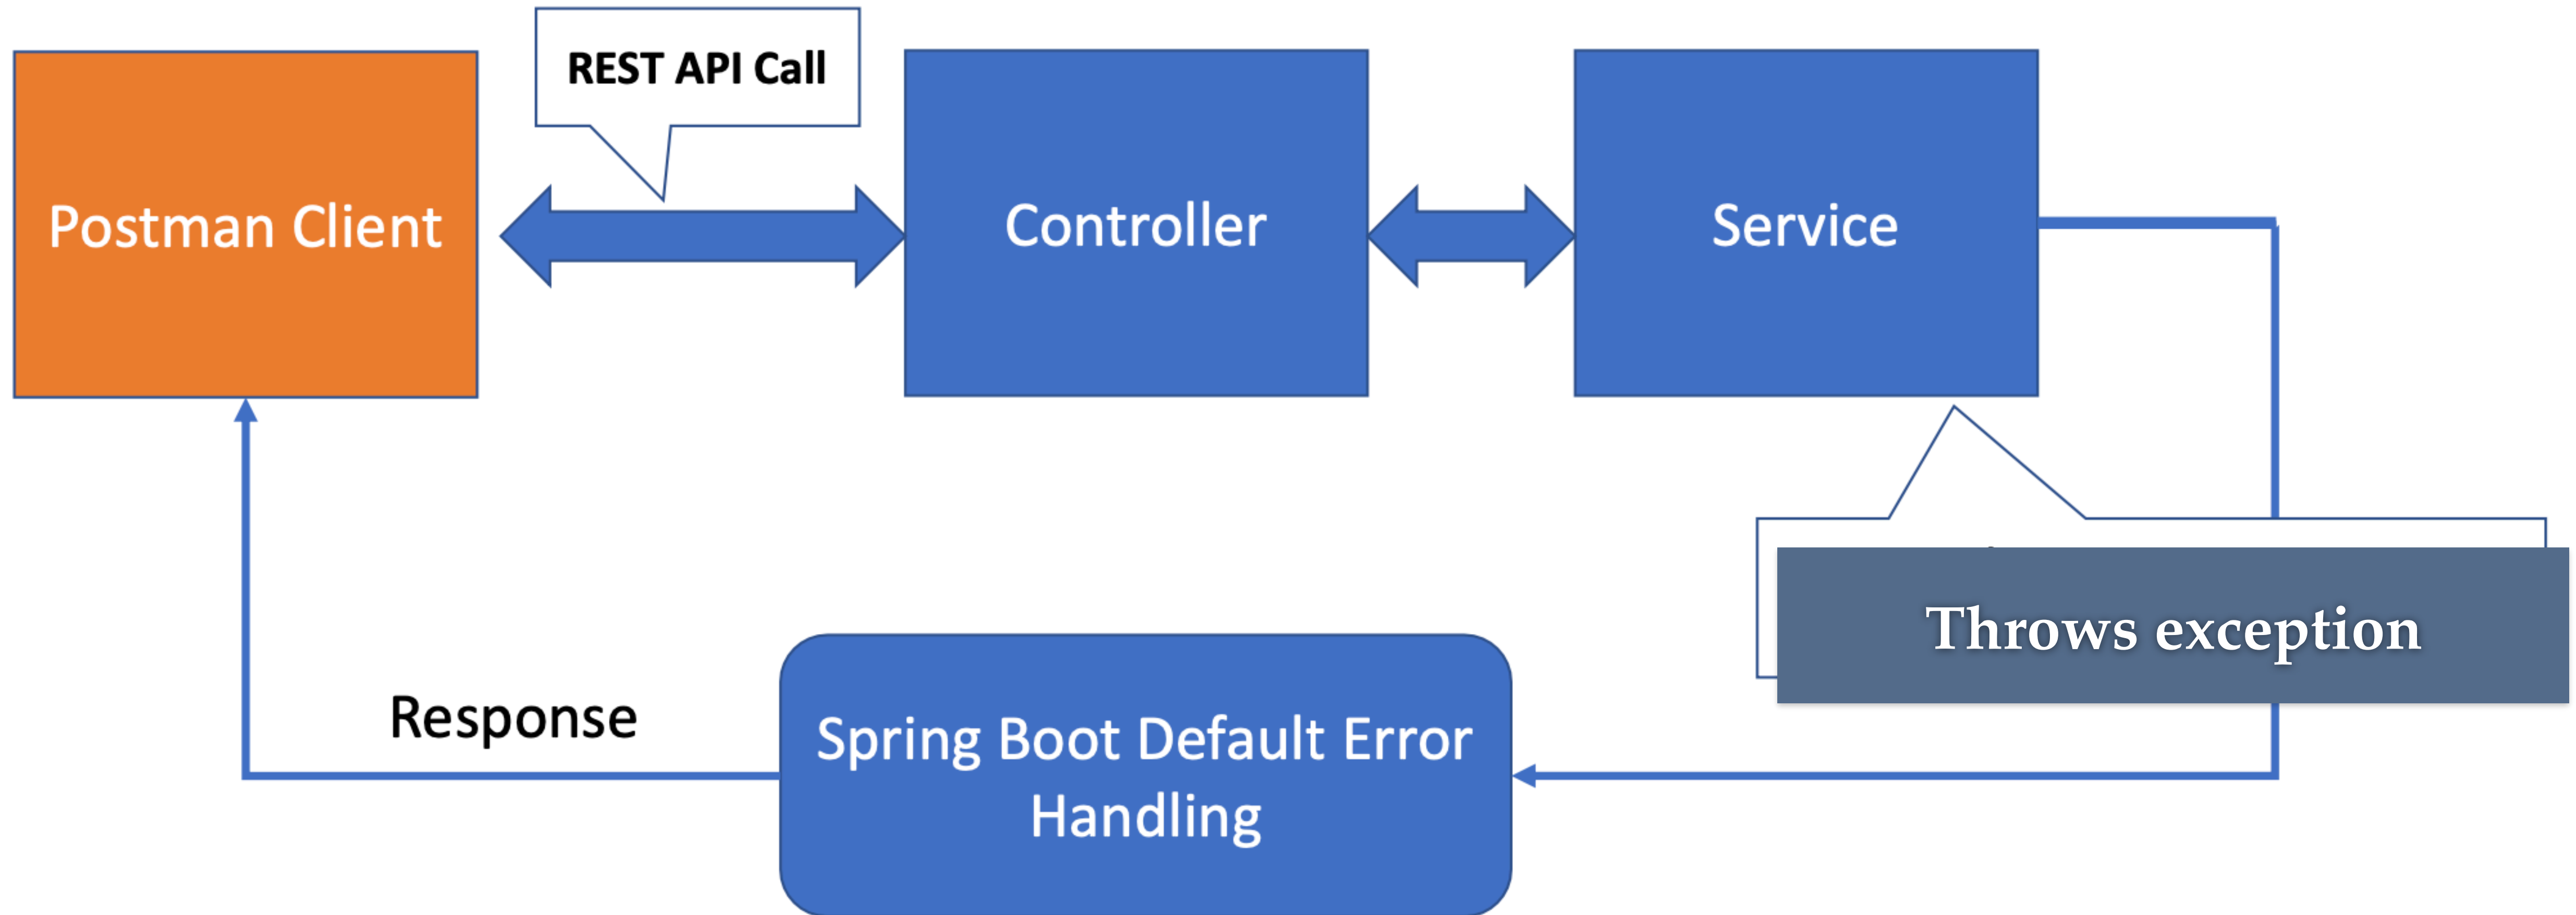 REST API Call
Postman Client
Controller
Service
Throws exception
Response
Spring Boot Default Error
Handling